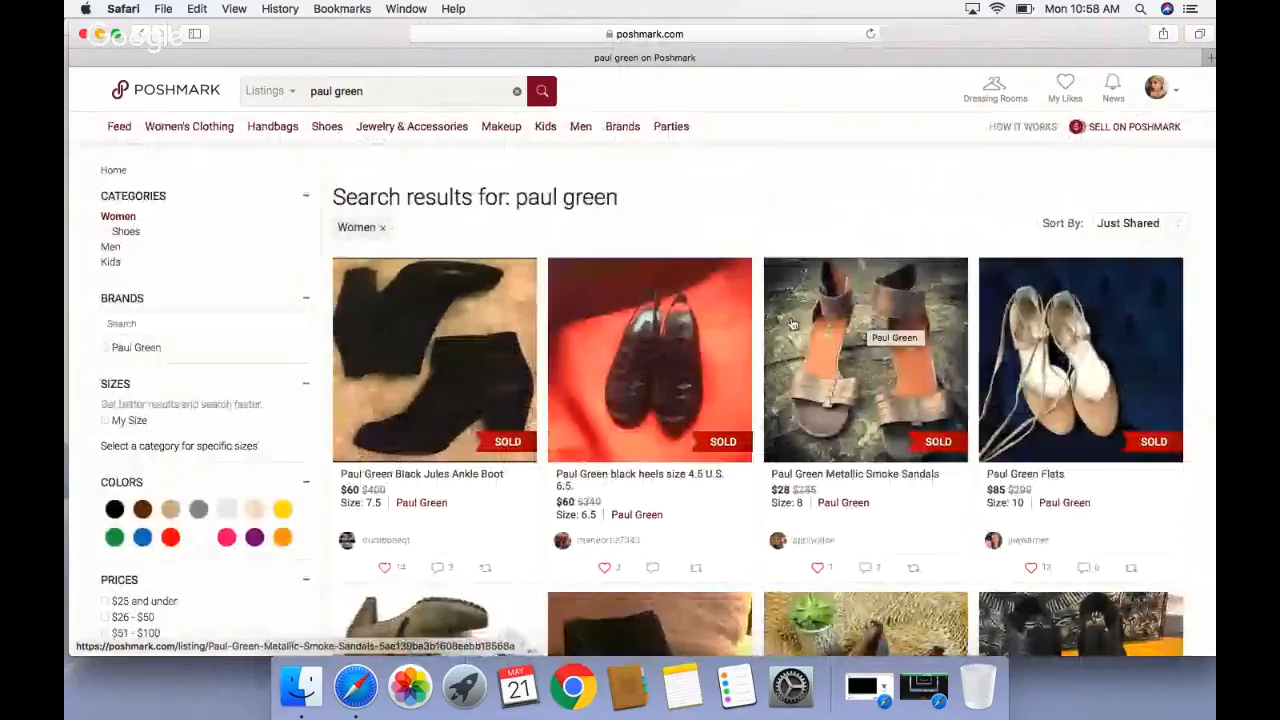 Safari File Edit View History Bookmarks Window Help Mon 10:58 AM
Google
poshmark.com
paul green on Poshmark
POSHMARK Listings paul green Dressing Rooms My Likes News
Feed Women's Clothing Handbags Shoes Jewelry & Accessories Makeup Kids Men Brands Parties HOW IT WORKS SELL ON POSHMARK
Home
CATEGORIES
Women
Shoes
Men
Kids
BRANDS
Search
Paul Green
SIZES
Get better results and search faster.
My Size
Select a category for specific sizes.
COLORS
PRICES
$25 and under
$26 - $50
$51 - $100
Search results for: paul green
Women ×
Sort By: Just Shared
Paul Green
SOLD SOLD SOLD SOLD
Paul Green Black Jules Ankle Boot
$60 $400
Size: 7.5 Paul Green
14 3
Paul Green black heels size 4.5 U.S.
6.5.
$60 $349
Size: 6.5 Paul Green
2
Paul Green Metallic Smoke Sandals
$28
Size: 8 Paul Green
1
Paul Green Flats
$85 $299
Size: 10 Paul Green
6
https://poshmark.com/listing/Paul-Green-Metallic-Smoke-Sandals-5ae139ba3b1608eebb18568a
MAY
21